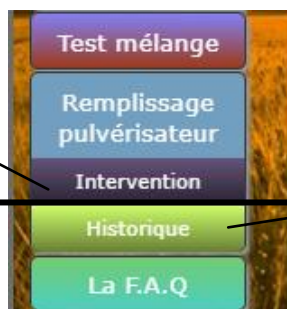 Test mélange
Remplissage
pulvérisateur
Intervention
Historique
La F.A.Q